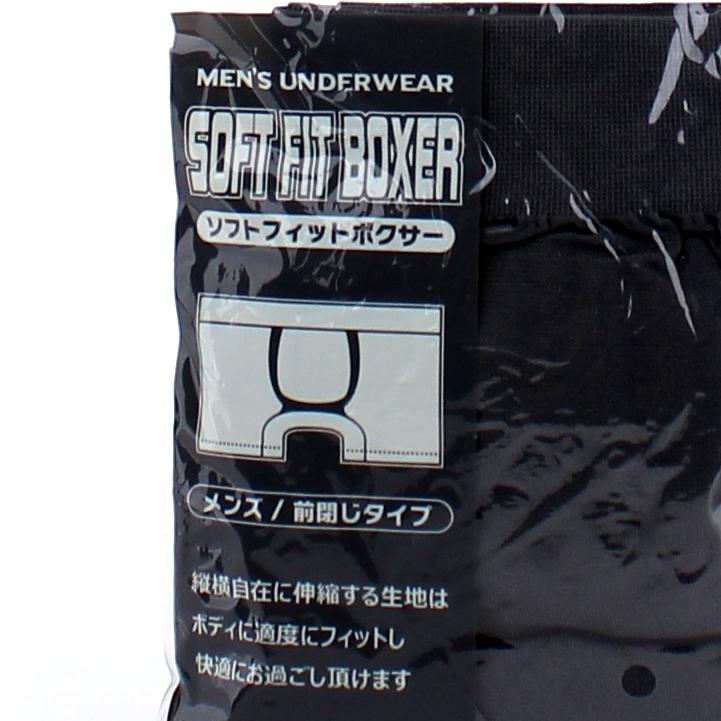 MEN'S UNDERWEAR
SOFT FIT BOXER
ソフトフィットボクサー
メンズ / 前閉じタイプ
縦横自在に伸縮する生地は
ボディに適度にフィットし
快適にお過ごし頂けます